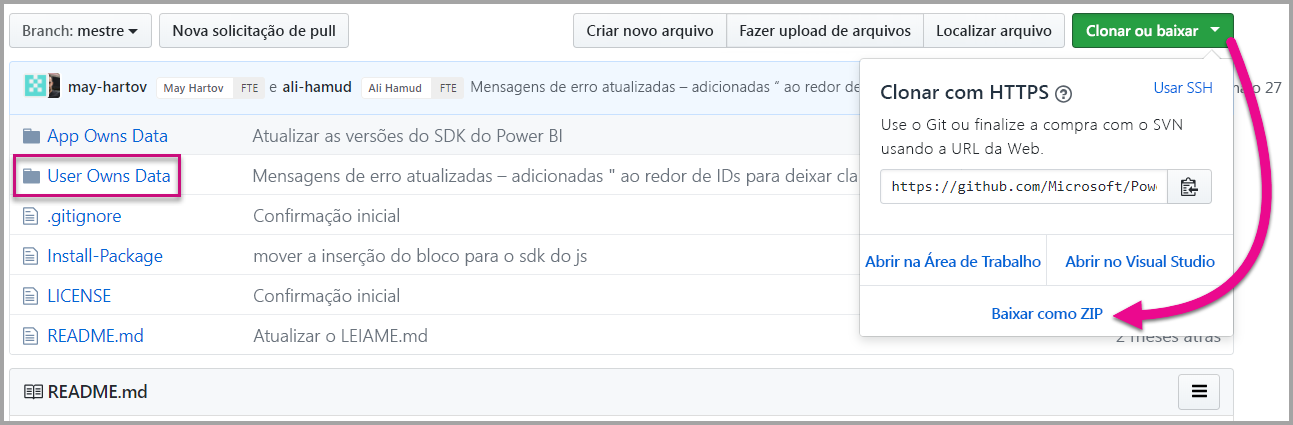 Branch: mestre
Nova solicitação de pull
Criar novo arquivo
Fazer upload de arquivos
Localizar arquivo
Clonar ou baixar
may-hartov May Hartov FTE e ali-hamud Ali Hamud FTE Mensagens de erro atualizadas – adicionadas “ ao redor de
27
Clonar com HTTPS
Usar SSH
Use o Git ou finalize a compra com o SVN
usando a URL da Web.
https://github.com/Microsoft/Pow
Abrir na Área de Trabalho
Abrir no Visual Studio
Baixar como ZIP
App Owns Data Atualizar as versões do SDK do Power BI
User Owns Data Mensagens de erro atualizadas – adicionadas " ao redor de IDs para deixar cla
.gitignore Confirmação inicial
Install-Package mover a inserção do bloco para o sdk do js
LICENSE Confirmação inicial
README.md Atualizar o LEIAME.md 2 meses atrás
README.md